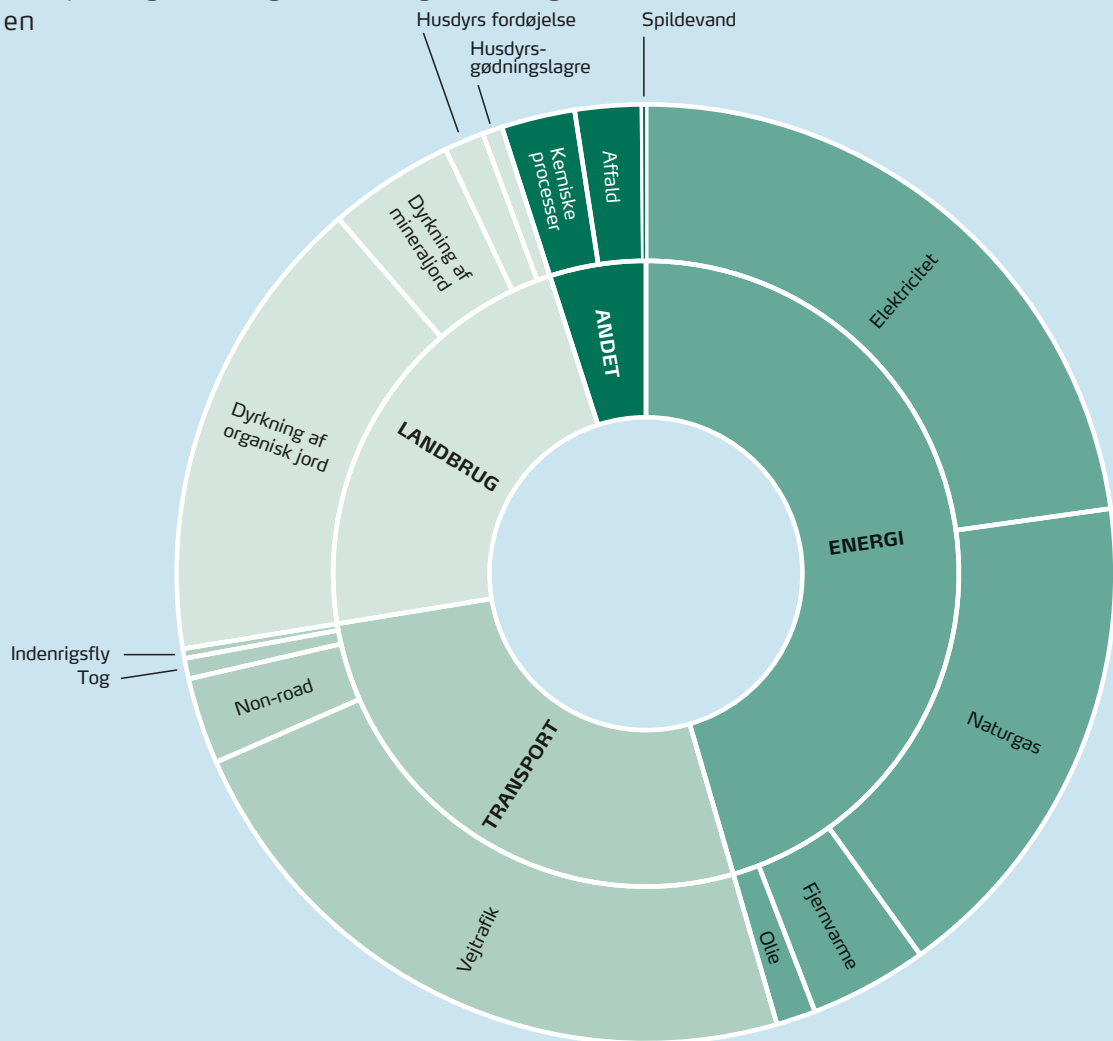 en
Husdyrs fordøjelse
Spildevand
Husdyrs-
gødningslagre
Kemiske
processer
Affald
Dyrkning af
mineraljord
Elektricitet
ANDET
LANDBRUG
Dyrkning af
organisk jord
ENERGI
Indenrigsfly
Tog
Non-road
Naturgas
TRANSPORT
Vejtrafik
Olie
Fjernvarme